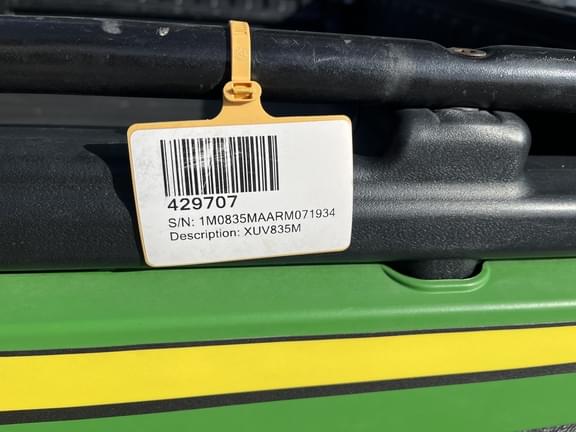 429707
S/N: 1M0835MAARM071934
Description: XUV835M